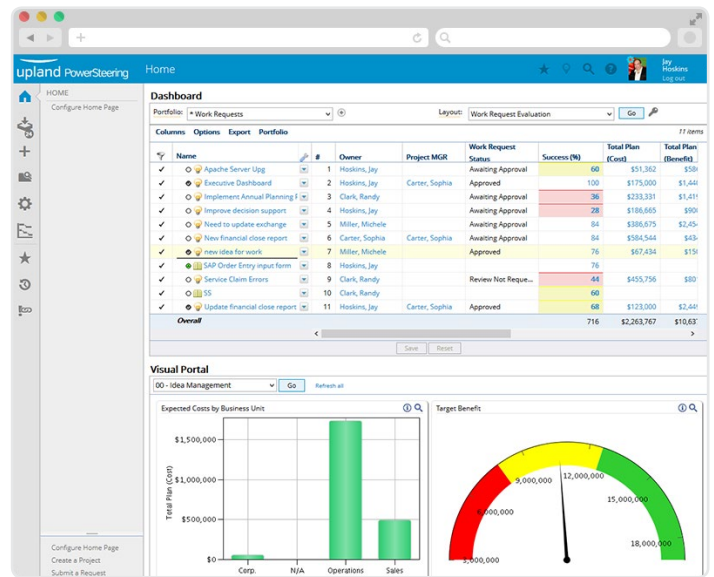 upland PowerSteering
Home
Jay
Hoskins
Log out
HOME
Configure Home Page
Dashboard
Portfolio: * Work Requests
Layout: Work Request Evaluation Go
Columns Options Export Portfolio 11 items
Name # Owner Project MGR Work Request Status Success (%) Total Plan (Cost) Total Plan (Benefit)
Apache Server Upg 1 Hoskins, Jay Awaiting Approval 60 $51,362
Executive Dashboard 2 Hoskins, Jay Carter, Sophia Approved 100 $175,000
Implement Annual Planning 3 Clark, Randy Awaiting Approval 36 $233,331
Improve decision support 4 Hoskins, Jay Awaiting Approval 28 $186,665
Need to update exchange 5 Miller, Michele Awaiting Approval 84 $386,675
New financial close report 6 Carter, Sophia Carter, Sophia Awaiting Approval 84 $584,544
new idea for work 7 Miller, Michele Approved 76 $67,434
SAP Order Entry input form 8 Hoskins, Jay 76
Service Claim Errors 9 Clark, Randy Review Not Reque... 44 $455,756
SS 10 Clark, Randy 60
Update financial close report 11 Hoskins, Jay Carter, Sophia Approved 68 $123,000
Overall 716 $2,263,767
Save Reset
Visual Portal
00 - Idea Management Go Refresh all
Expected Costs by Business Unit
Total Plan (Cost)
$1,500,000
$1,000,000
$500,000
$0
Corp. N/A Operations Sales
Target Benefit
9,000,000
12,000,000
15,000,000
18,000,000
Configure Home Page
Create a Project
Submit a Request